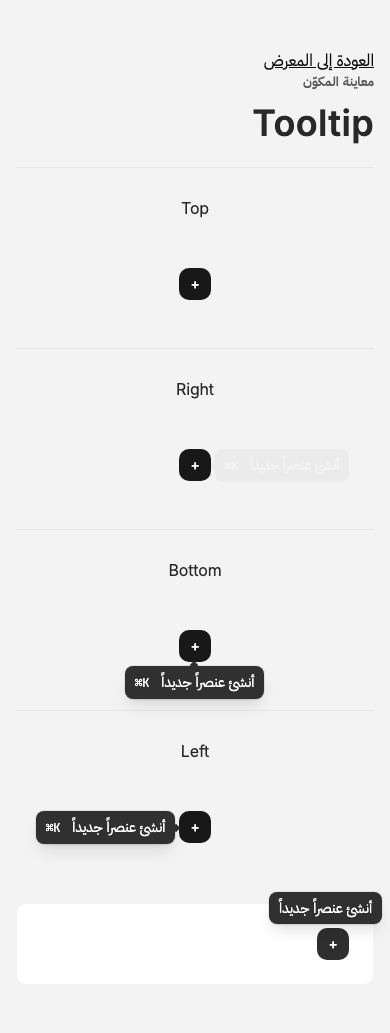 العودة إلى المعرض
معاينة المكوّن
Tooltip
Top
+
Right
+
أنشئ عنصراً جديداً ⌘K
Bottom
+
أنشئ عنصراً جديداً ⌘K
Left
+
أنشئ عنصراً جديداً ⌘K
أنشئ عنصراً جديداً
+